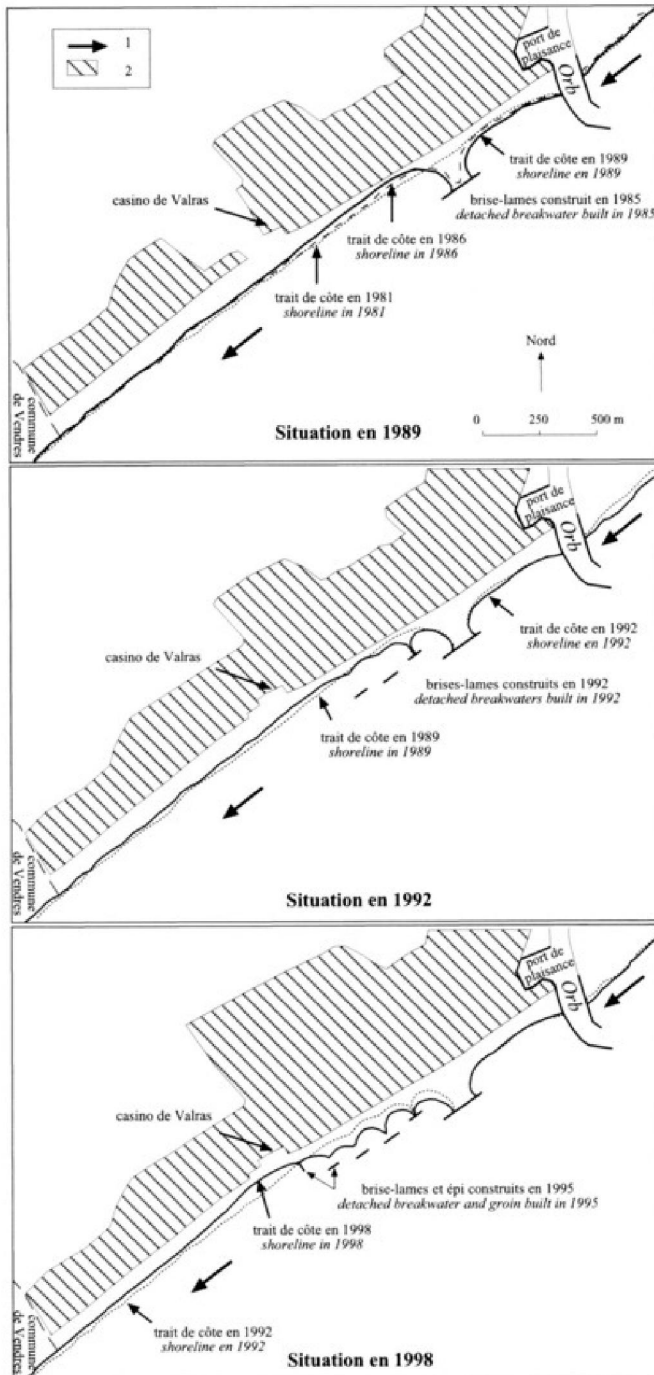 1
2
port de
plaisance
Orb
trait de côte en 1989
shoreline en 1989
casino de Valras
brise-lames construit en 1985
detached breakwater built in 1985
trait de côte en 1986
shoreline in 1986
trait de côte en 1981
shoreline in 1981
Nord
0 250 500 m
commune
de Vendres
Situation en 1989
port de
plaisance
Orb
trait de côte en 1992
shoreline en 1992
casino de Valras
brises-lames construits en 1992
detached breakwaters built in 1992
trait de côte en 1989
shoreline in 1989
commune
de Vendres
Situation en 1992
port de
plaisance
Orb
casino de Valras
brise-lames et épi construits en 1995
detached breakwater and groin built in 1995
trait de côte en 1998
shoreline in 1998
trait de côte en 1992
shoreline in 1992
commune
de Vendres
Situation en 1998